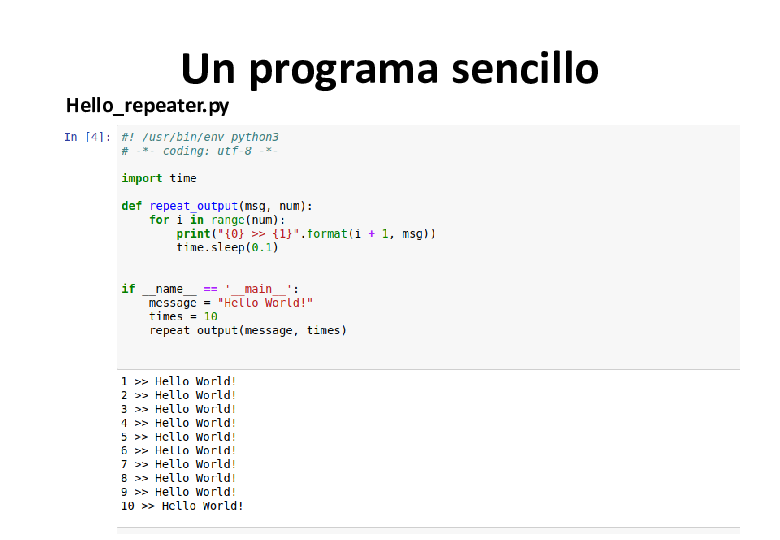 Un programa sencillo
Hello_repeater.py
In [4]: #! /usr/bin/env python3
# -*- coding: utf-8 -*-
import time
def repeat_output(msg, num):
    for i in range(num):
        print("{0} >> {1}".format(i + 1, msg))
        time.sleep(0.1)
if __name__ == '__main__':
    message = "Hello World!"
    times = 10
    repeat_output(message, times)
1 >> Hello World!
2 >> Hello World!
3 >> Hello World!
4 >> Hello World!
5 >> Hello World!
6 >> Hello World!
7 >> Hello World!
8 >> Hello World!
9 >> Hello World!
10 >> Hello World!